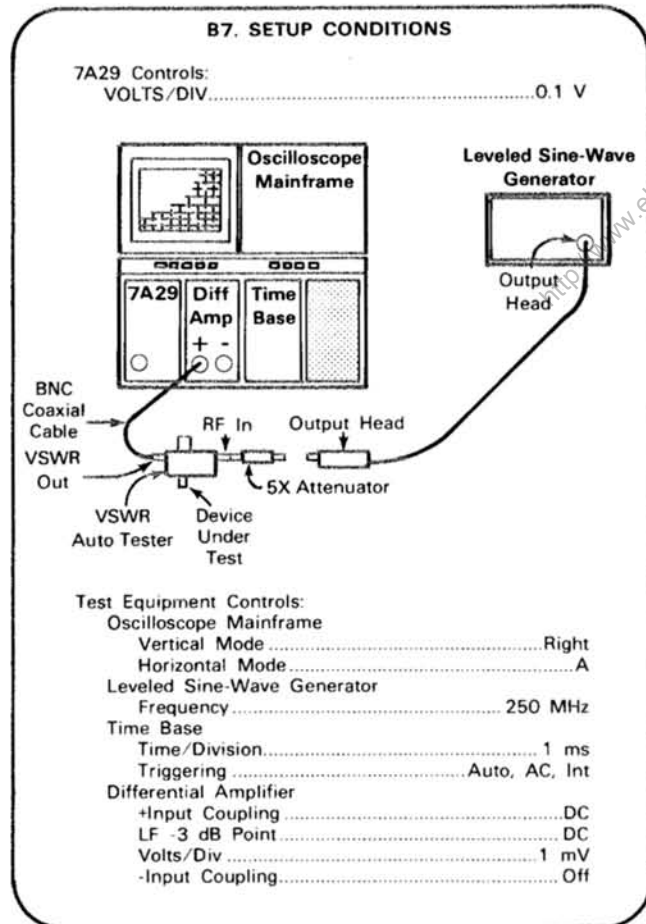 B7. SETUP CONDITIONS
7A29 Controls:
VOLTS/DIV..........0.1 V
Oscilloscope
Mainframe
Leveled Sine-Wave
Generator
Output
Head
7A29
Diff
Amp
+ -
Time
Base
BNC
Coaxial
Cable
VSWR
Out
RF In
Output Head
5X Attenuator
VSWR
Auto Tester
Device
Under
Test
Test Equipment Controls:
Oscilloscope Mainframe
Vertical Mode..........Right
Horizontal Mode..........A
Leveled Sine-Wave Generator
Frequency..........250 MHz
Time Base
Time/Division..........1 ms
Triggering..........Auto, AC, Int
Differential Amplifier
+Input Coupling..........DC
LF -3 dB Point..........DC
Volts/Div..........1 mV
-Input Coupling..........Off